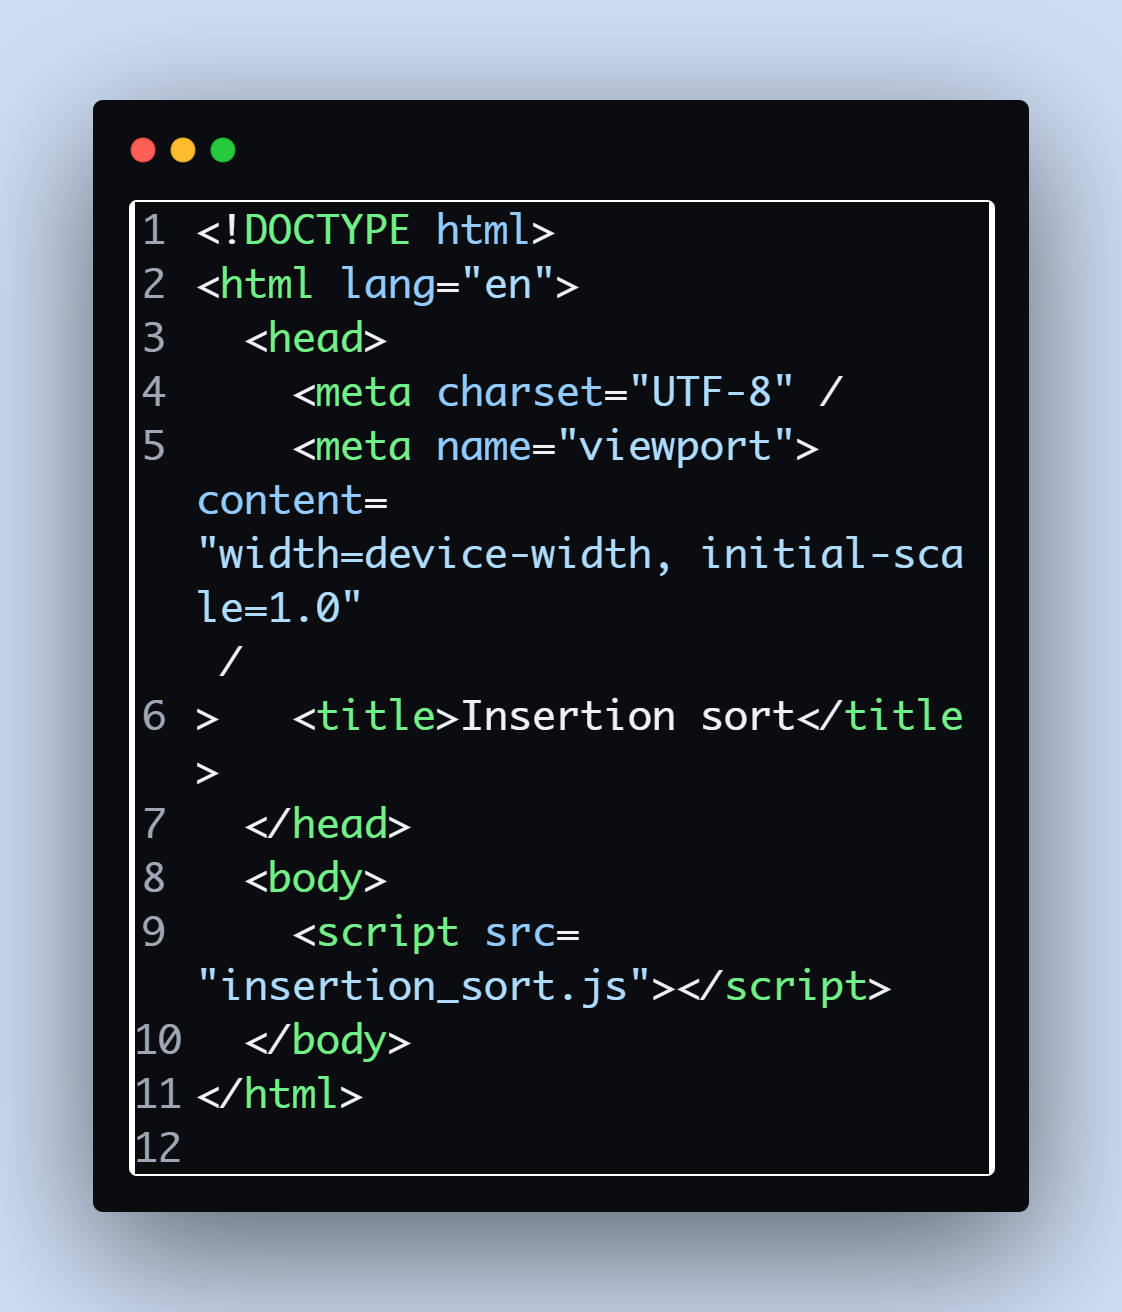 1 <!DOCTYPE html>
2 <html lang="en">
3   <head>
4     <meta charset="UTF-8" /
5     <meta name="viewport">
content=
"width=device-width, initial-sca
le=1.0"
 /
6 >   <title>Insertion sort</title
>
7   </head>
8   <body>
9     <script src=
"insertion_sort.js"></script>
10   </body>
11 </html>
12